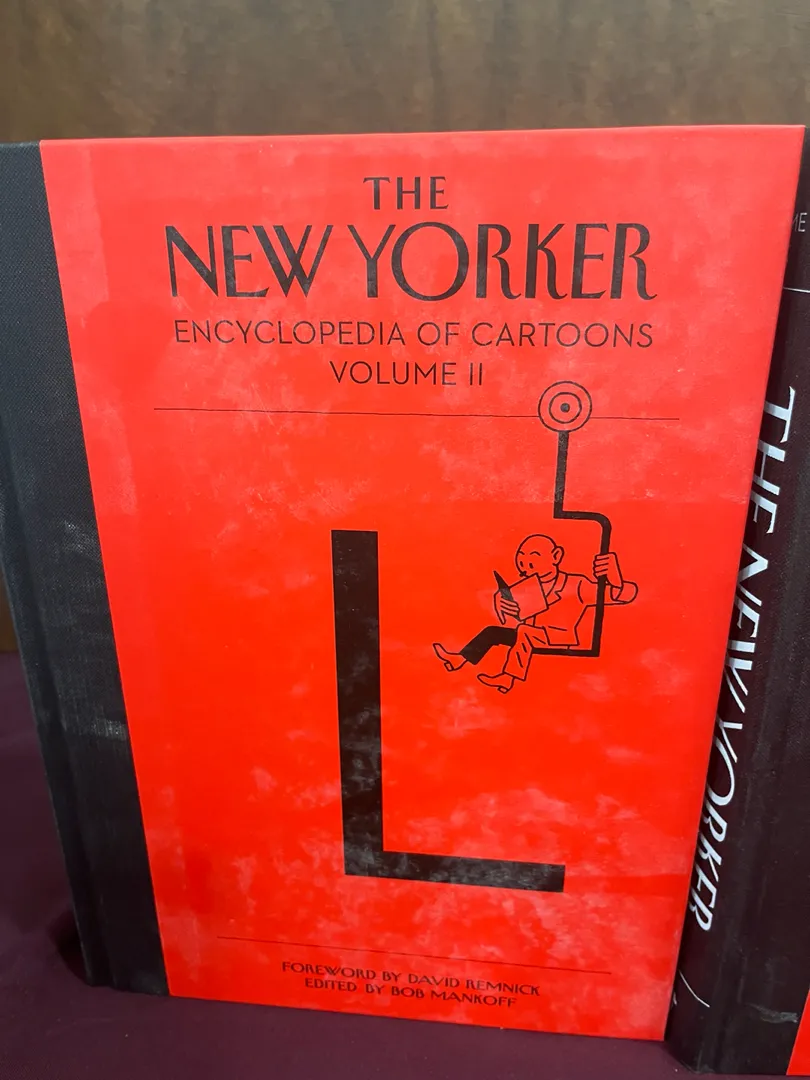 THE
NEW YORKER
ENCYCLOPEDIA OF CARTOONS
VOLUME II
L
FOREWORD BY DAVID REMNICK
EDITED BY BOB MANKOFF
THE NEW YORKER